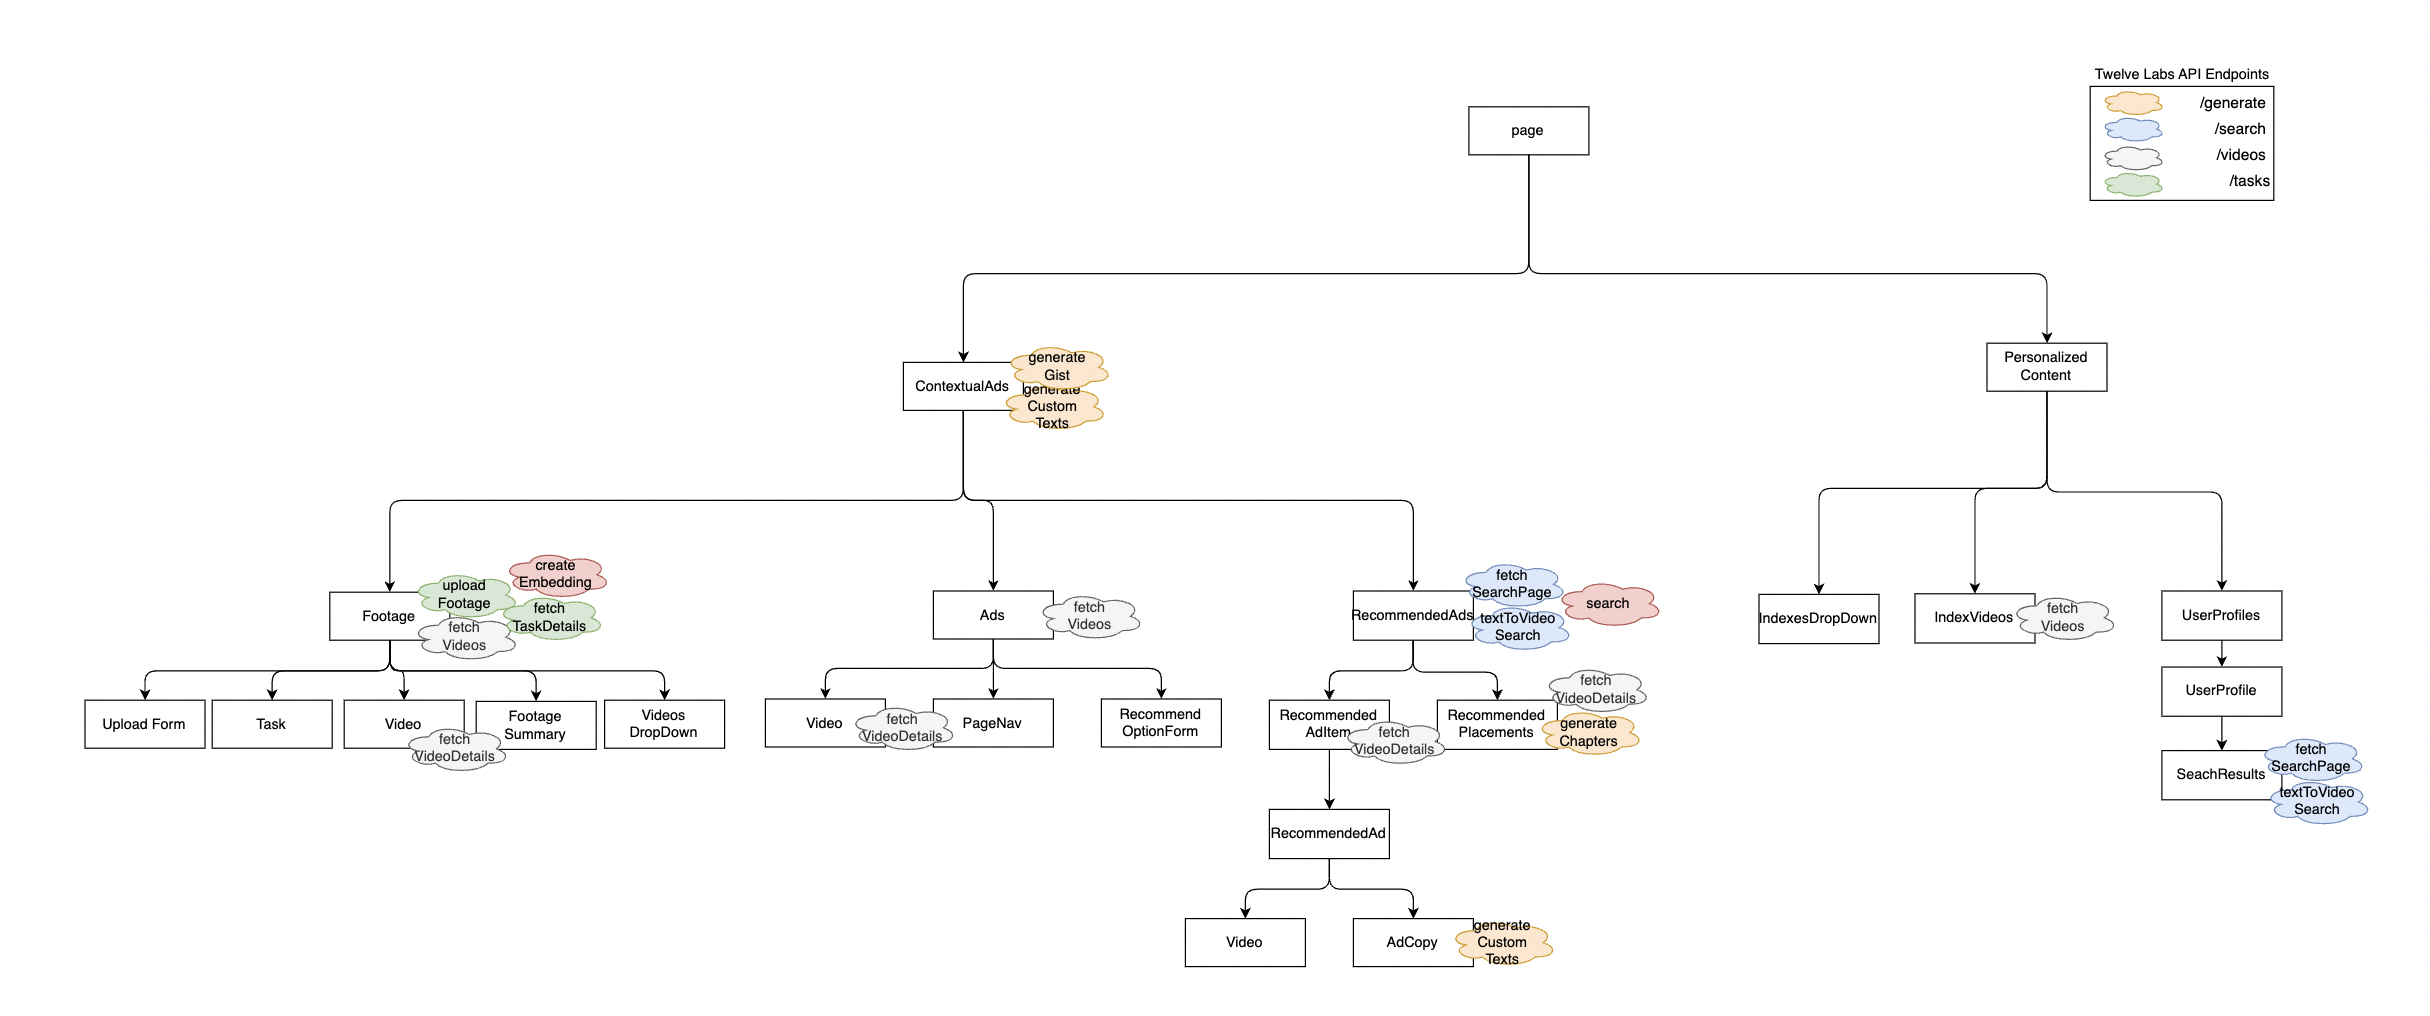 Twelve Labs API Endpoints
/generate
/search
/videos
/tasks
page
ContextualAds
generate
Gist
generate
Custom
Texts
Personalized
Content
Footage
upload
Footage
create
Embedding
fetch
TaskDetails
fetch
Videos
Ads
fetch
Videos
RecommendedAds
fetch
SearchPage
textToVideo
Search
search
IndexesDropDown
IndexVideos
fetch
Videos
UserProfiles
UserProfile
SeachResults
fetch
SearchPage
textToVideo
Search
Upload Form
Task
Video
fetch
VideoDetails
Footage
Summary
Videos
DropDown
Video
fetch
VideoDetails
PageNav
Recommend
OptionForm
Recommended
AdItem
fetch
VideoDetails
Recommended
Placements
fetch
VideoDetails
generate
Chapters
RecommendedAd
Video
AdCopy
generate
Custom
Texts